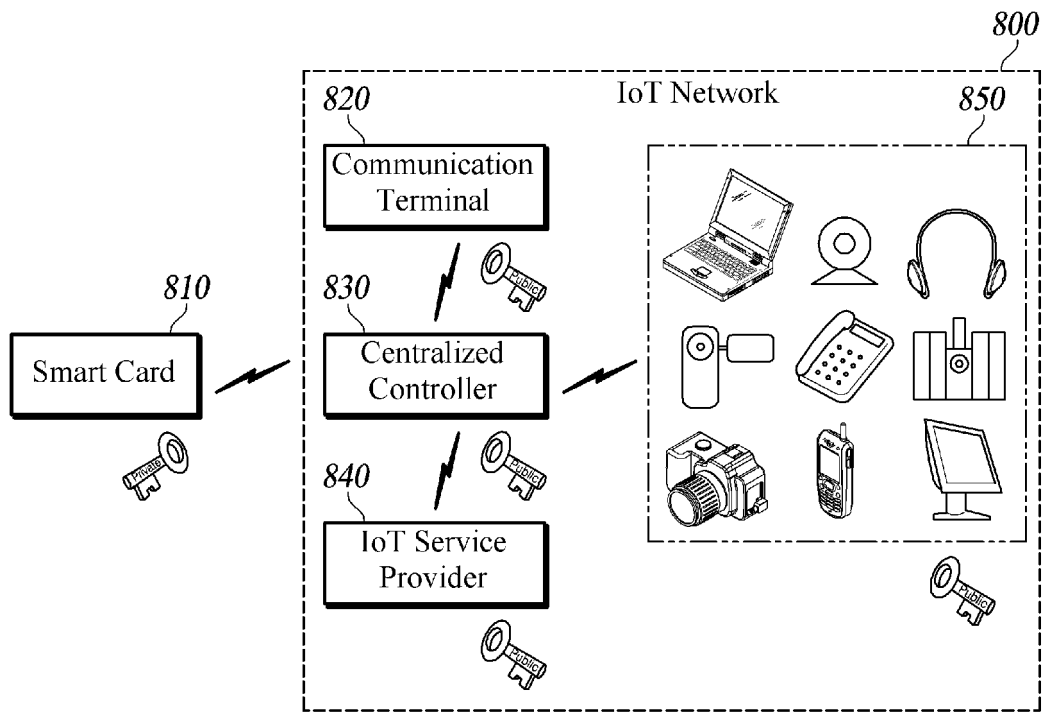 800
IoT Network
820
850
Communication
Terminal
Public
810
830
Smart Card
Centralized
Controller
Private
Public
840
IoT Service
Provider
Public
Public